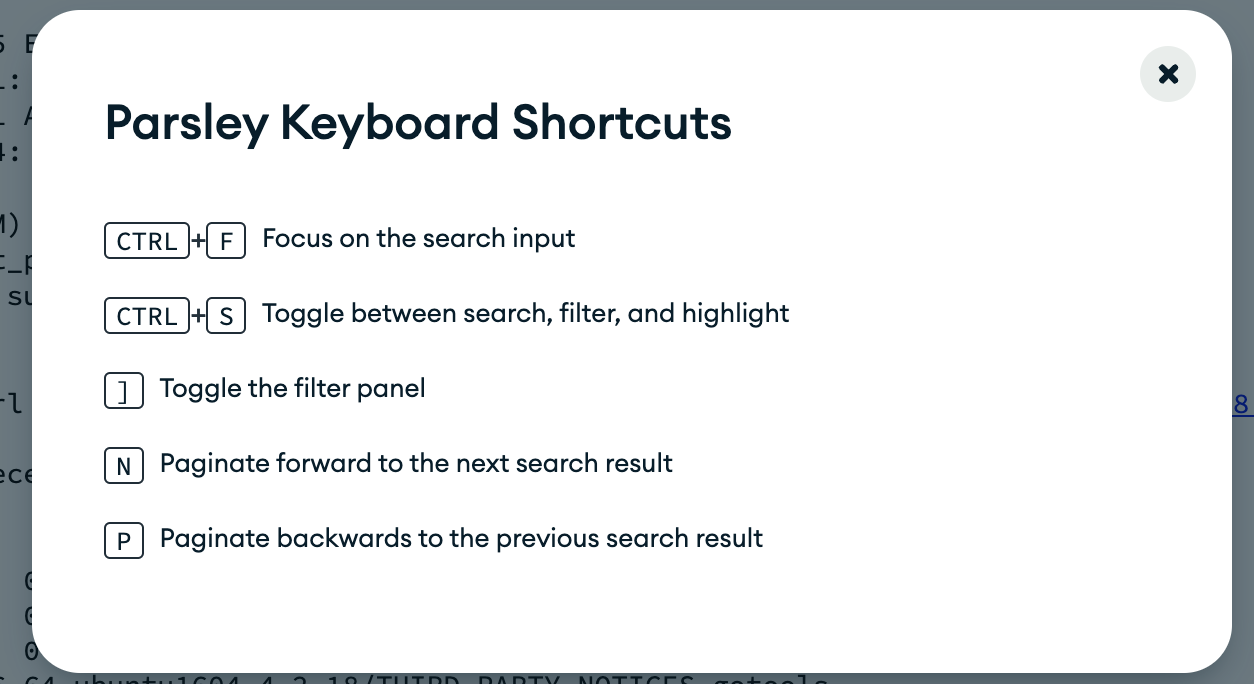 Parsley Keyboard Shortcuts
CTRL+F Focus on the search input
CTRL+S Toggle between search, filter, and highlight
] Toggle the filter panel
N Paginate forward to the next search result
P Paginate backwards to the previous search result